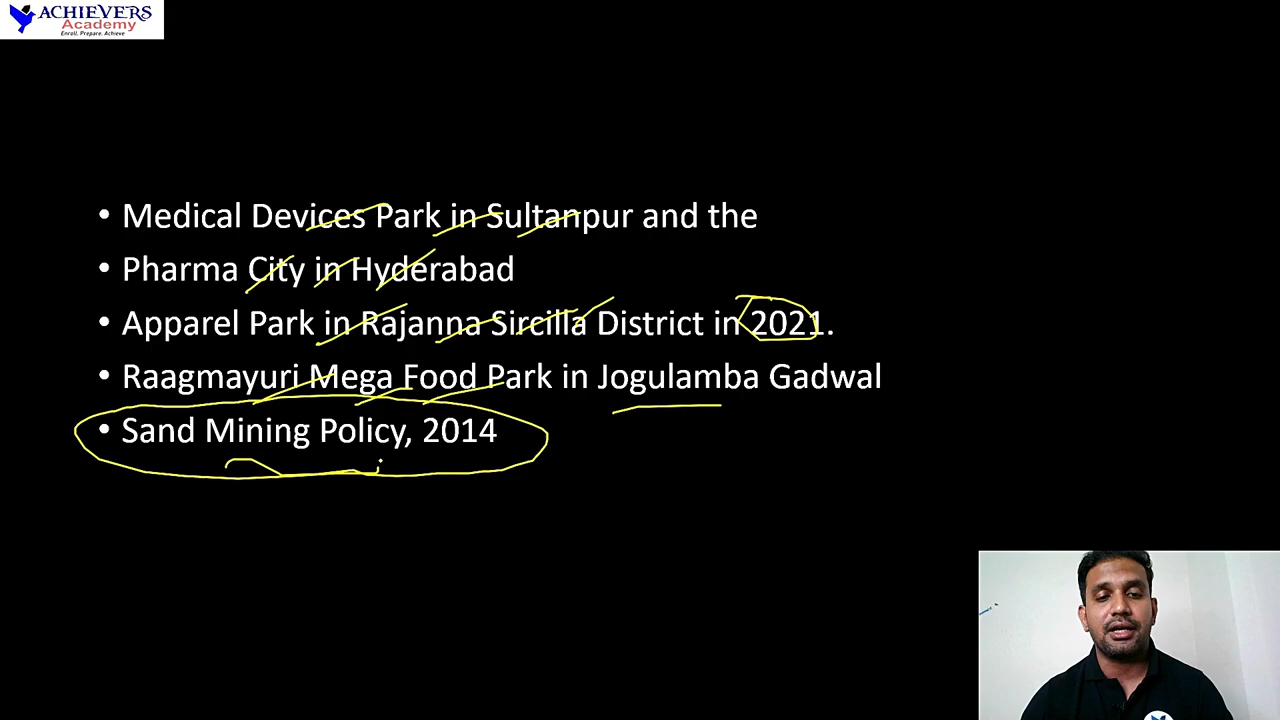 ACHIEVERS
Academy
Enroll. Prepare. Achieve
• Medical Devices Park in Sultanpur and the
• Pharma City in Hyderabad
• Apparel Park in Rajanna Sircilla District in 2021.
• Raagmayuri Mega Food Park in Jogulamba Gadwal
• Sand Mining Policy, 2014